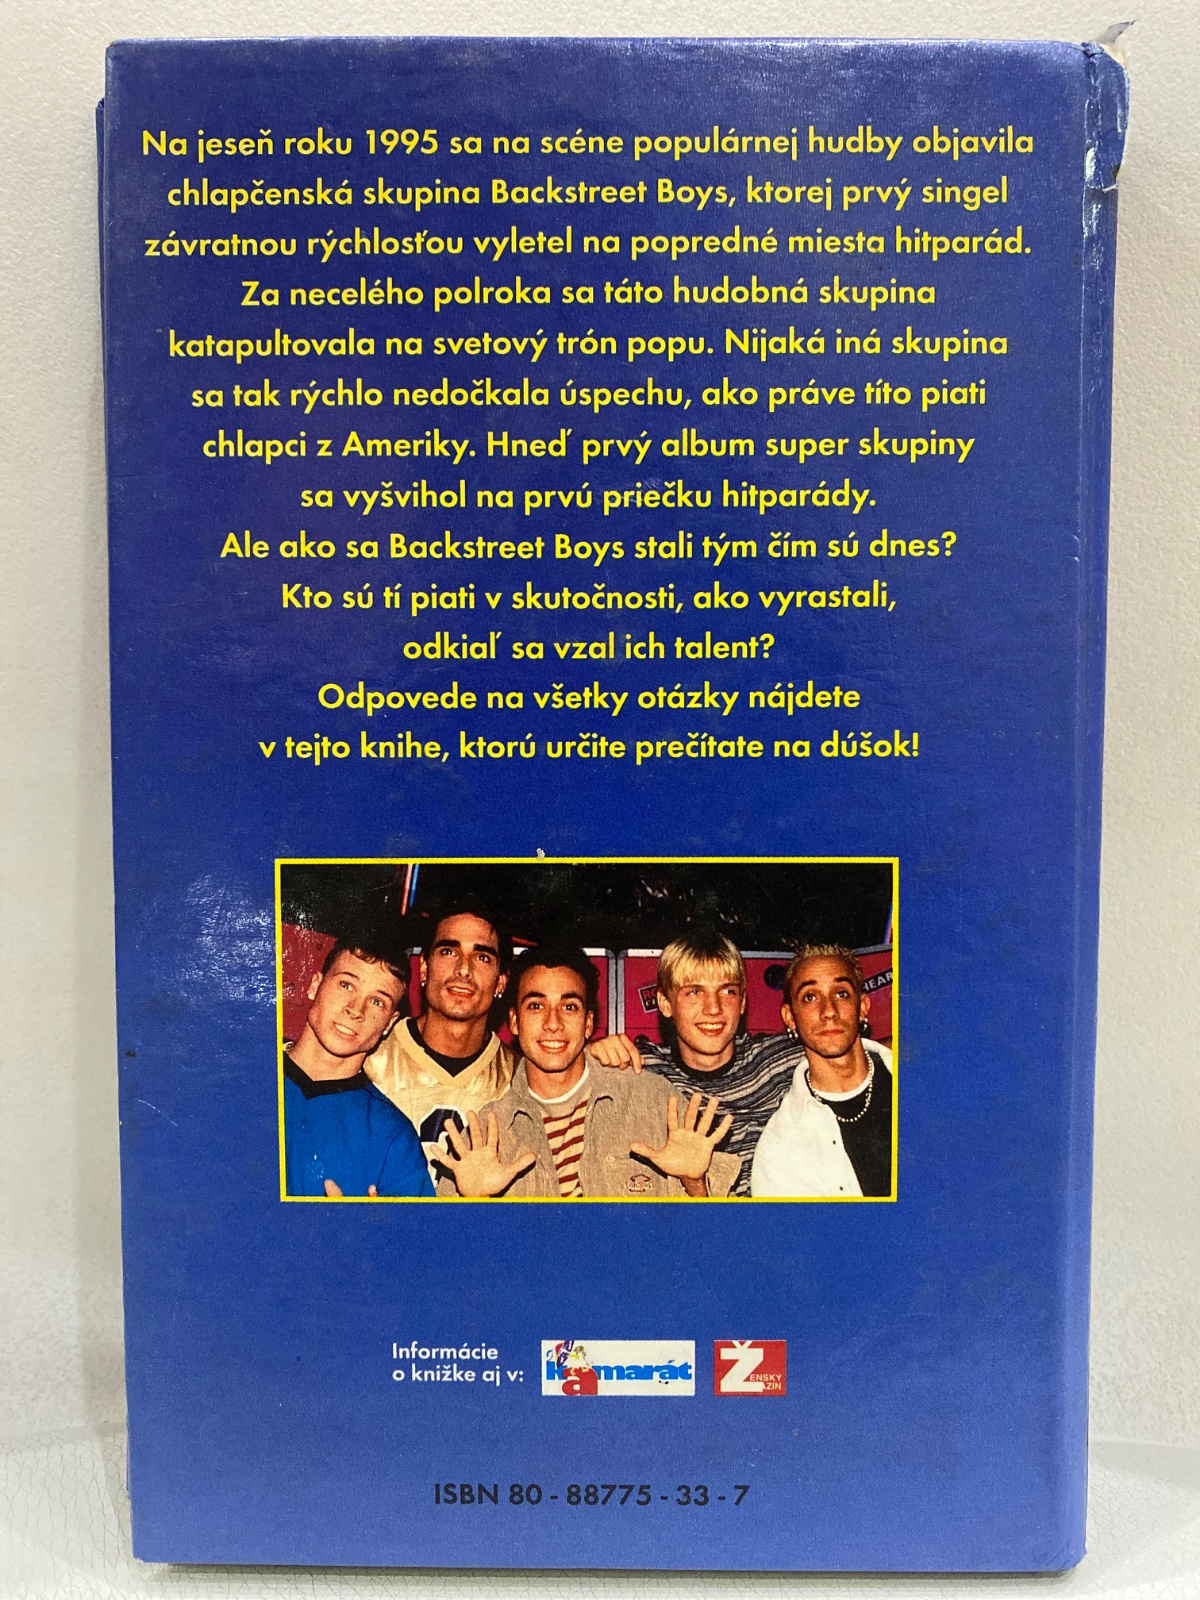 Na jeseň roku 1995 sa na scéne populárnej hudby objavila
chlapčenská skupina Backstreet Boys, ktorej prvý singel
závratnou rýchlosťou vyletel na popredné miesta hitparád.
Za necelého polroka sa táto hudobná skupina
katapultovala na svetový trón popu. Nijaká iná skupina
sa tak rýchlo nedočkala úspechu, ako práve títo piati
chlapci z Ameriky. Hneď prvý album super skupiny
sa vyšvihol na prvú priečku hitparády.
Ale ako sa Backstreet Boys stali tým čím sú dnes?
Kto sú tí piati v skutočnosti, ako vyrastali,
odkiaľ sa vzal ich talent?
Odpovede na všetky otázky nájdete
v tejto knihe, ktorú určite prečítate na dúšok!
Informácie
o knižke aj v:
kamarát
ŽENSKY
ISBN 80 - 88775 - 33 - 7